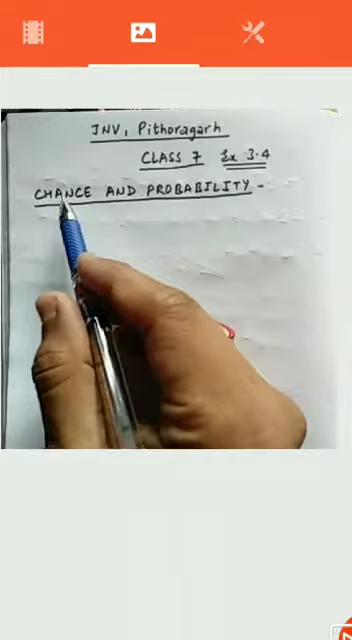 JNV, Pithoragarh
CLASS 7 Ex 3.4
CHANCE AND PROBABILITY -